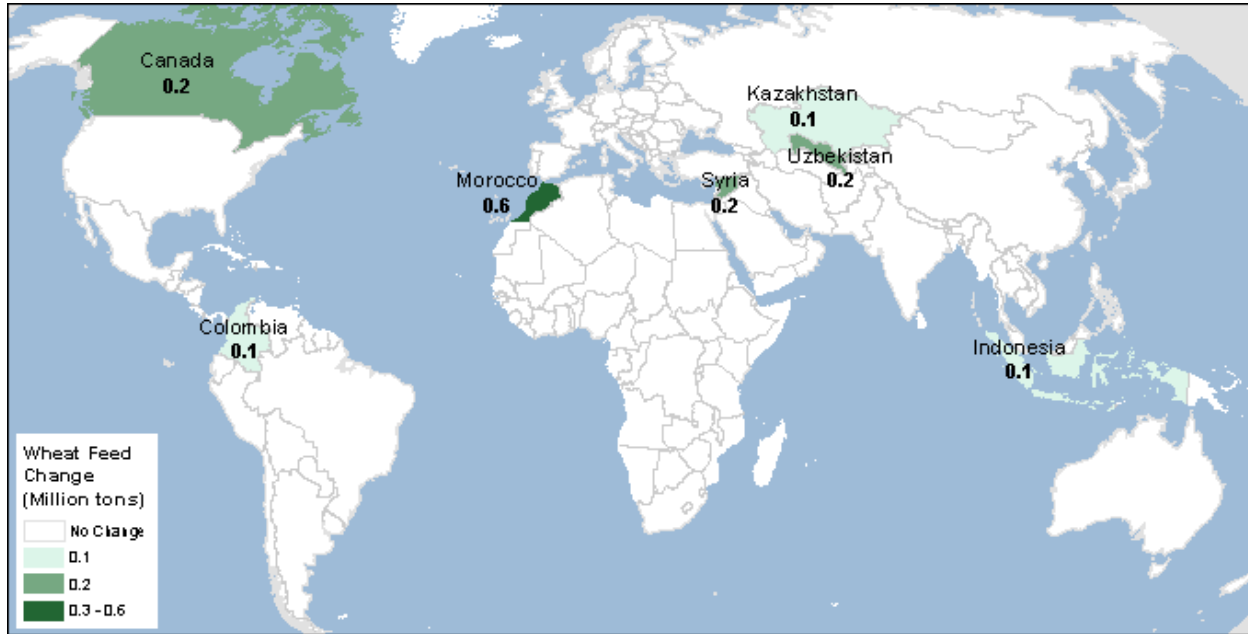 Canada
0.2
Kazakhstan
0.1
Uzbekistan
0.2
Morocco
0.6
Syria
0.2
Colombia
0.1
Indonesia
0.1
Wheat Feed
Change
(Million tons)
No Change
0.1
0.2
0.3 - 0.6